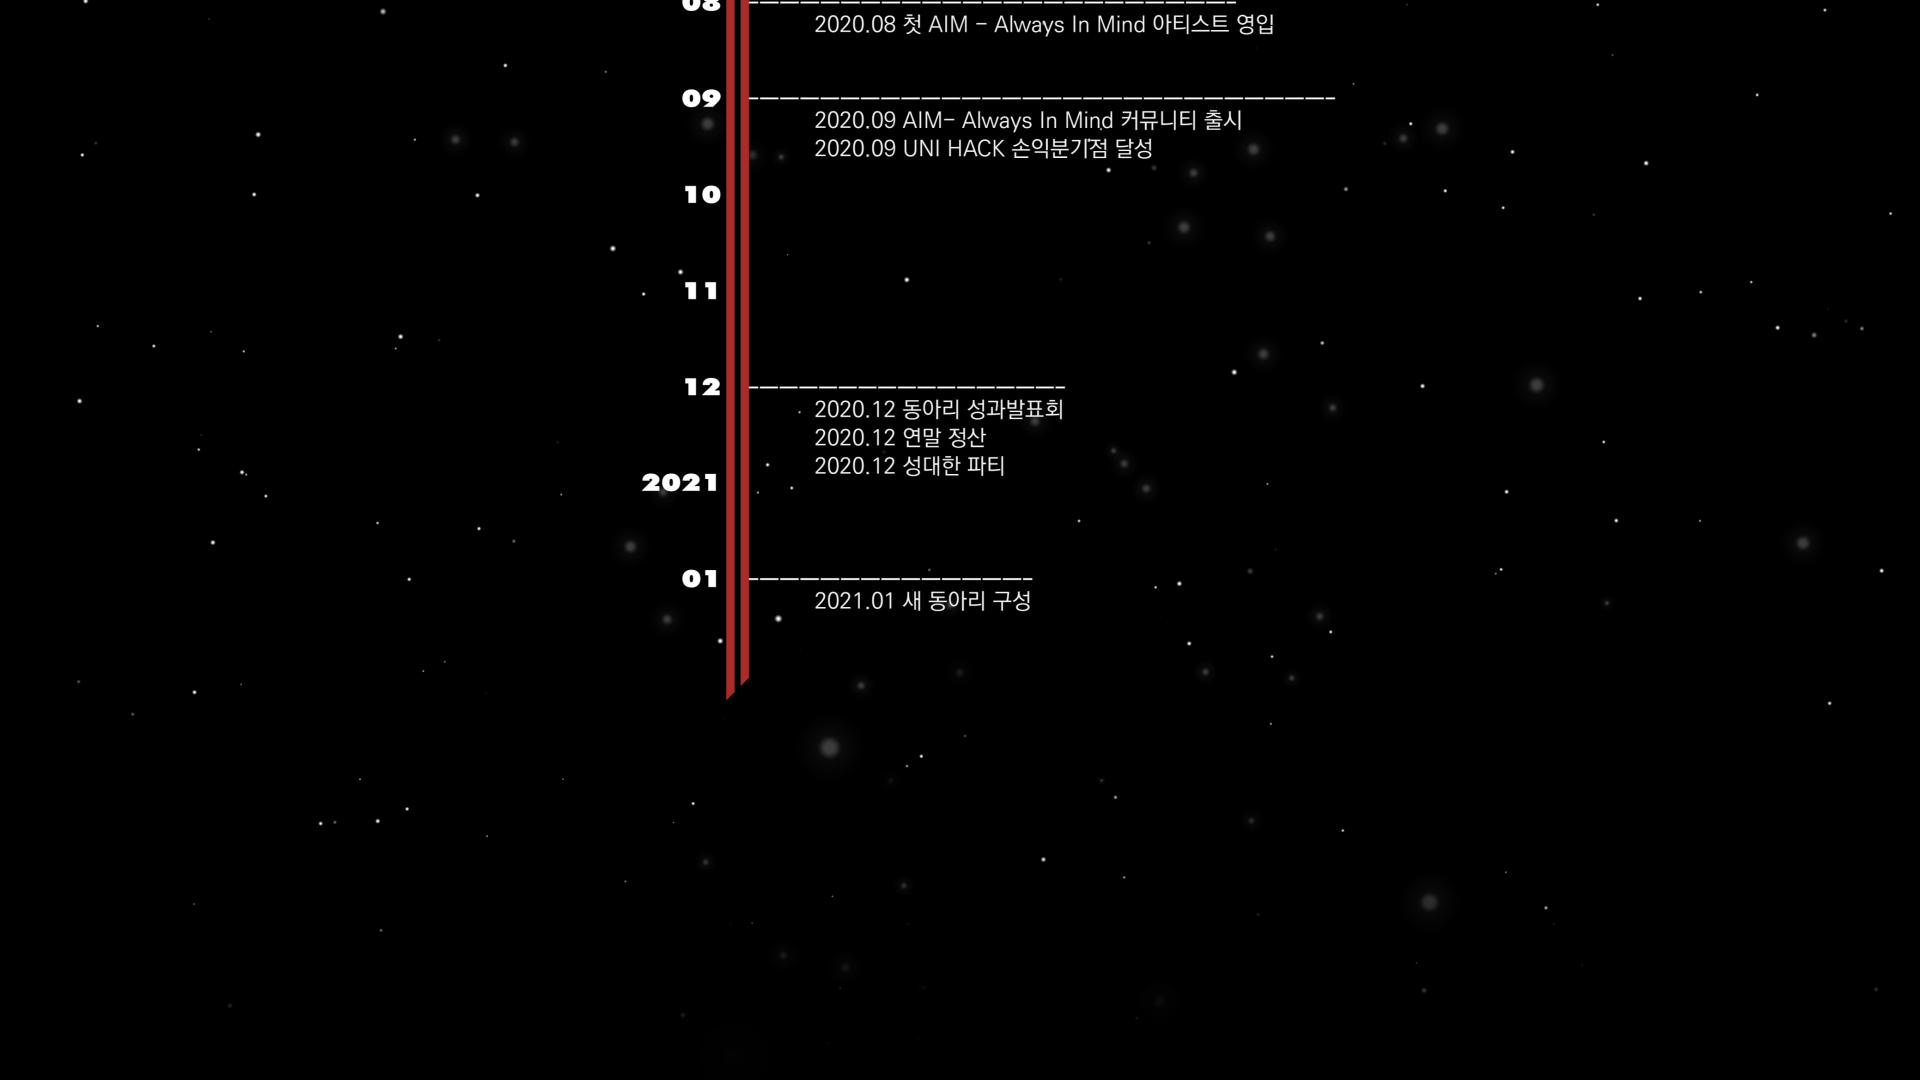 08
2020.08 첫 AIM - Always In Mind 아티스트 영입
09
2020.09 AIM- Always In Mind 커뮤니티 출시
2020.09 UNI HACK 손익분기점 달성
10
11
12
2020.12 동아리 성과발표회
2020.12 연말 정산
2020.12 성대한 파티
2021
01
2021.01 새 동아리 구성